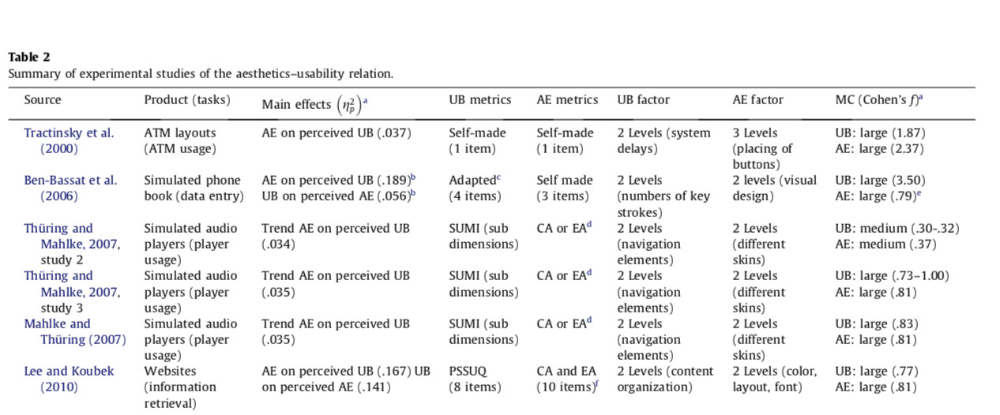 Table 2
Summary of experimental studies of the aesthetics–usability relation.
Source Product (tasks) Main effects (η²p)a UB metrics AE metrics UB factor AE factor MC (Cohen's f)a
Tractinsky et al. ATM layouts AE on perceived UB (.037) Self-made Self-made 2 Levels (system 3 Levels UB: large (1.87)
(2000) (ATM usage) (1 item) (1 item) delays) (placing of AE: large (2.37)
buttons)
Ben-Bassat et al. Simulated phone AE on perceived UB (.189)b Adaptedc Self made 2 Levels 2 levels (visual UB: large (3.50)
(2006) book (data entry) UB on perceived AE (.056)b (4 items) (3 items) (numbers of key design) AE: large (.79)e
strokes)
Thüring and Simulated audio Trend AE on perceived UB SUMI (sub CA or EAd 2 Levels 2 Levels UB: medium (.30-.32)
Mahlke, 2007, players (player (.034) dimensions) (navigation (different AE: medium (.37)
study 2 usage) elements) skins)
Thüring and Simulated audio Trend AE on perceived UB SUMI (sub CA or EAd 2 Levels 2 Levels UB: large (.73–1.00)
Mahlke, 2007, players (player (.035) dimensions) (navigation (different AE: large (.81)
study 3 usage) elements) skins)
Mahlke and Simulated audio Trend AE on perceived UB SUMI (sub CA or EAd 2 Levels 2 Levels UB: large (.83)
Thüring (2007) players (player (.035) dimensions) (navigation (different AE: large (.81)
usage) elements) skins)
Lee and Koubek Websites AE on perceived UB (.167) UB PSSUQ CA and EA 2 Levels (content 2 Levels (color, UB: large (.77)
(2010) (information on perceived AE (.141) (8 items) (10 items)f organization) layout, font) AE: large (.81)
retrieval)